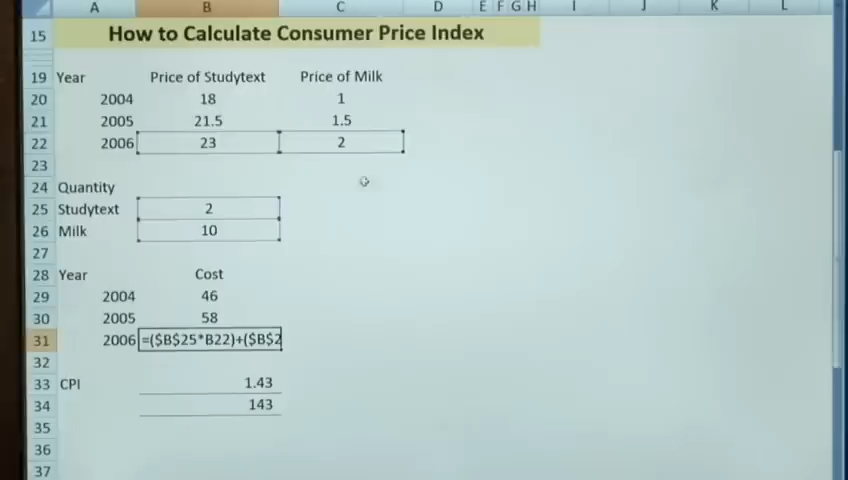 A B C D E F G H I J K L
15 How to Calculate Consumer Price Index
19 Year Price of Studytext Price of Milk
20 2004 18 1
21 2005 21.5 1.5
22 2006 23 2
23
24 Quantity
25 Studytext 2
26 Milk 10
27
28 Year Cost
29 2004 46
30 2005 58
31 2006 =($B$25*B22)+($B$2
32
33 CPI 1.43
34 143
35
36
37